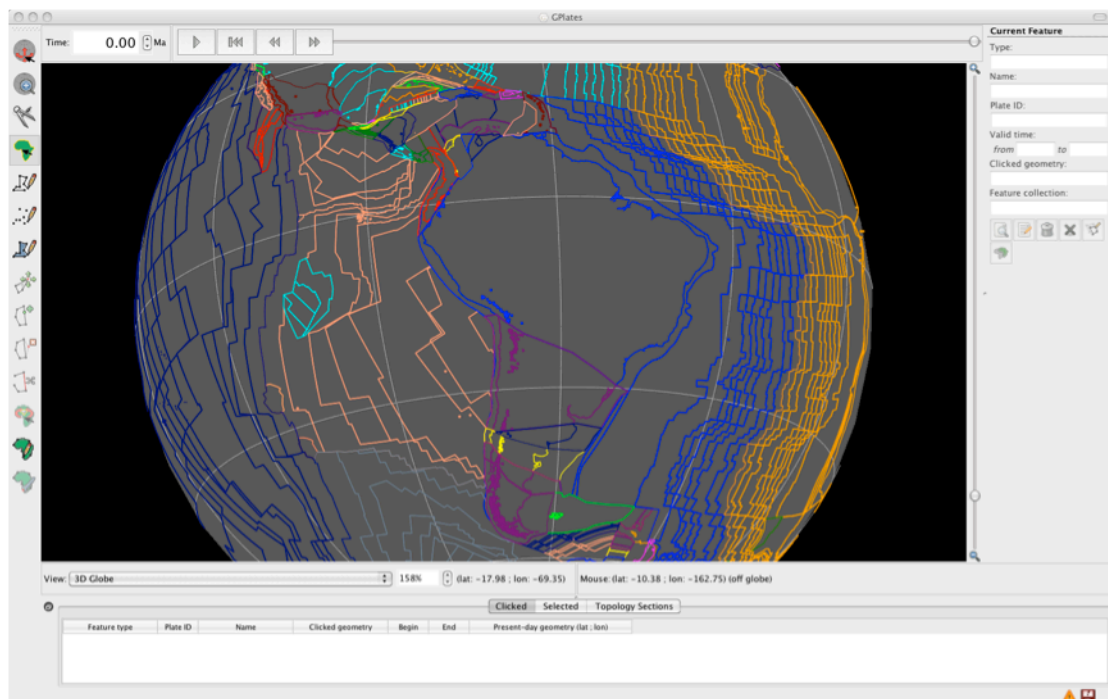 GPlates
Time: 0.00 Ma
Current Feature
Type:
Name:
Plate ID:
Valid time:
from to
Clicked geometry:
Feature collection:
View: 3D Globe 158% (lat: -17.98 ; lon: -69.35) Mouse: (lat: -10.38 ; lon: -162.75) (off globe)
Clicked Selected Topology Sections
Feature type Plate ID Name Clicked geometry Begin End Present-day geometry (lat ; lon)